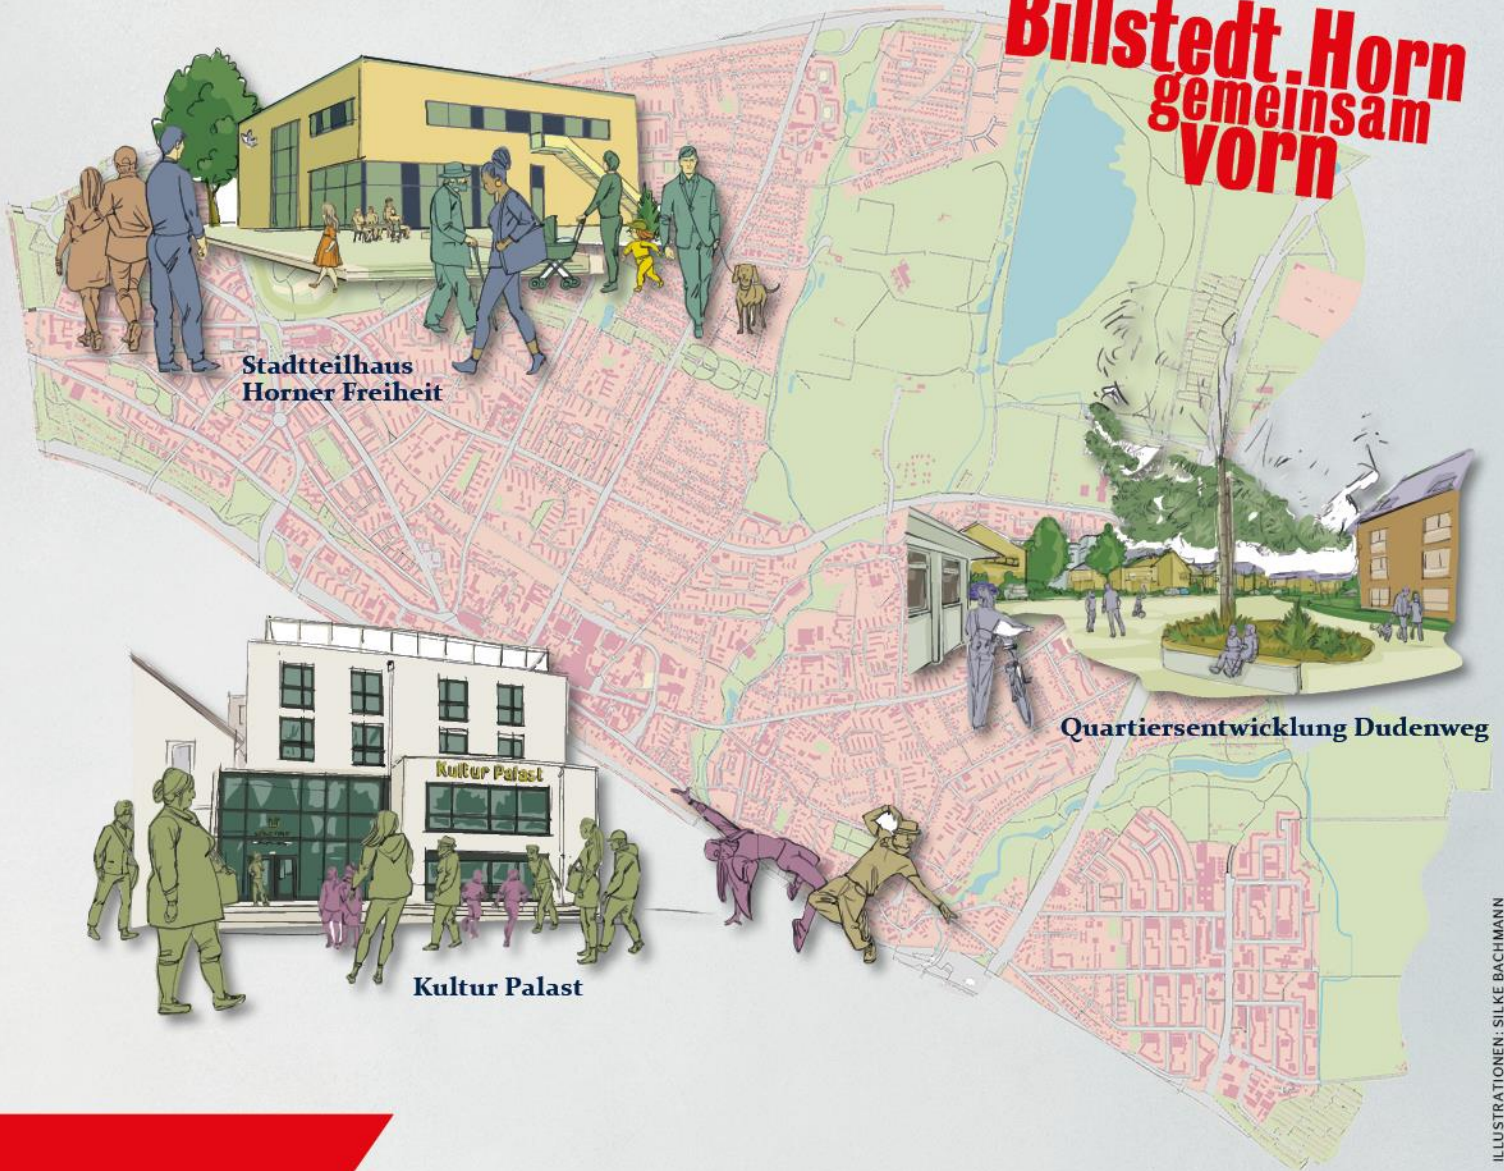 Billstedt.Horn
gemeinsam
vorn
Stadtteilhaus
Horner Freiheit
Quartiersentwicklung Dudenweg
Kultur Palast
Kultur Palast
ILLUSTRATIONEN: SILKE BACHMANN